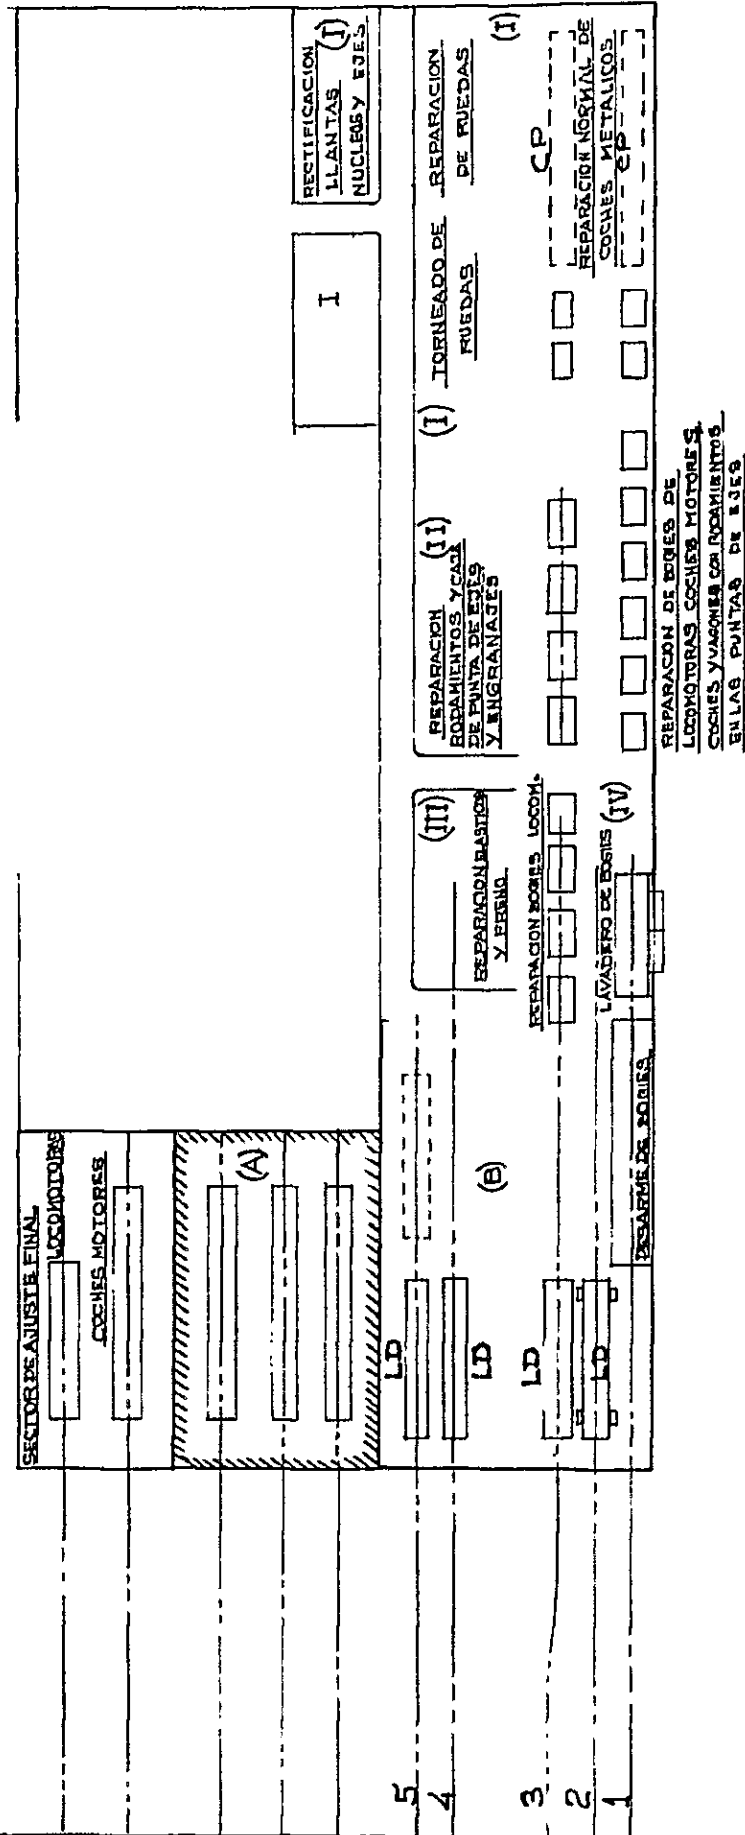 SECTOR DE AJUSTE FINAL
LOCOMOTORAS
COCHES MOTORES
(A)
RECTIFICACION
LLANTAS (I)
NUCLEOS Y EJES
I
5
4
3
2
1
LD
LD
LD
LD
(B)
DESARME DE BOGIES
(III)
REPARACION ELASTICOS
Y FRENO
REPARACION BOGIES LOCOM.
LAVADERO DE BOGIES (IV)
(II)
REPARACION
RODAMIENTOS Y CAJA
DE PUNTA DE EJES
Y ENGRANAJES
(I)
TORNEADO DE
RUEDAS
REPARACION
DE RUEDAS
(I)
CP
REPARACION NORMAL DE
COCHES METALICOS
CP
REPARACION DE BOGIES DE
LOCOMOTORAS COCHES MOTORES
COCHES Y VAGONES CON RODAMIENTOS
EN LAS PUNTAS DE EJES